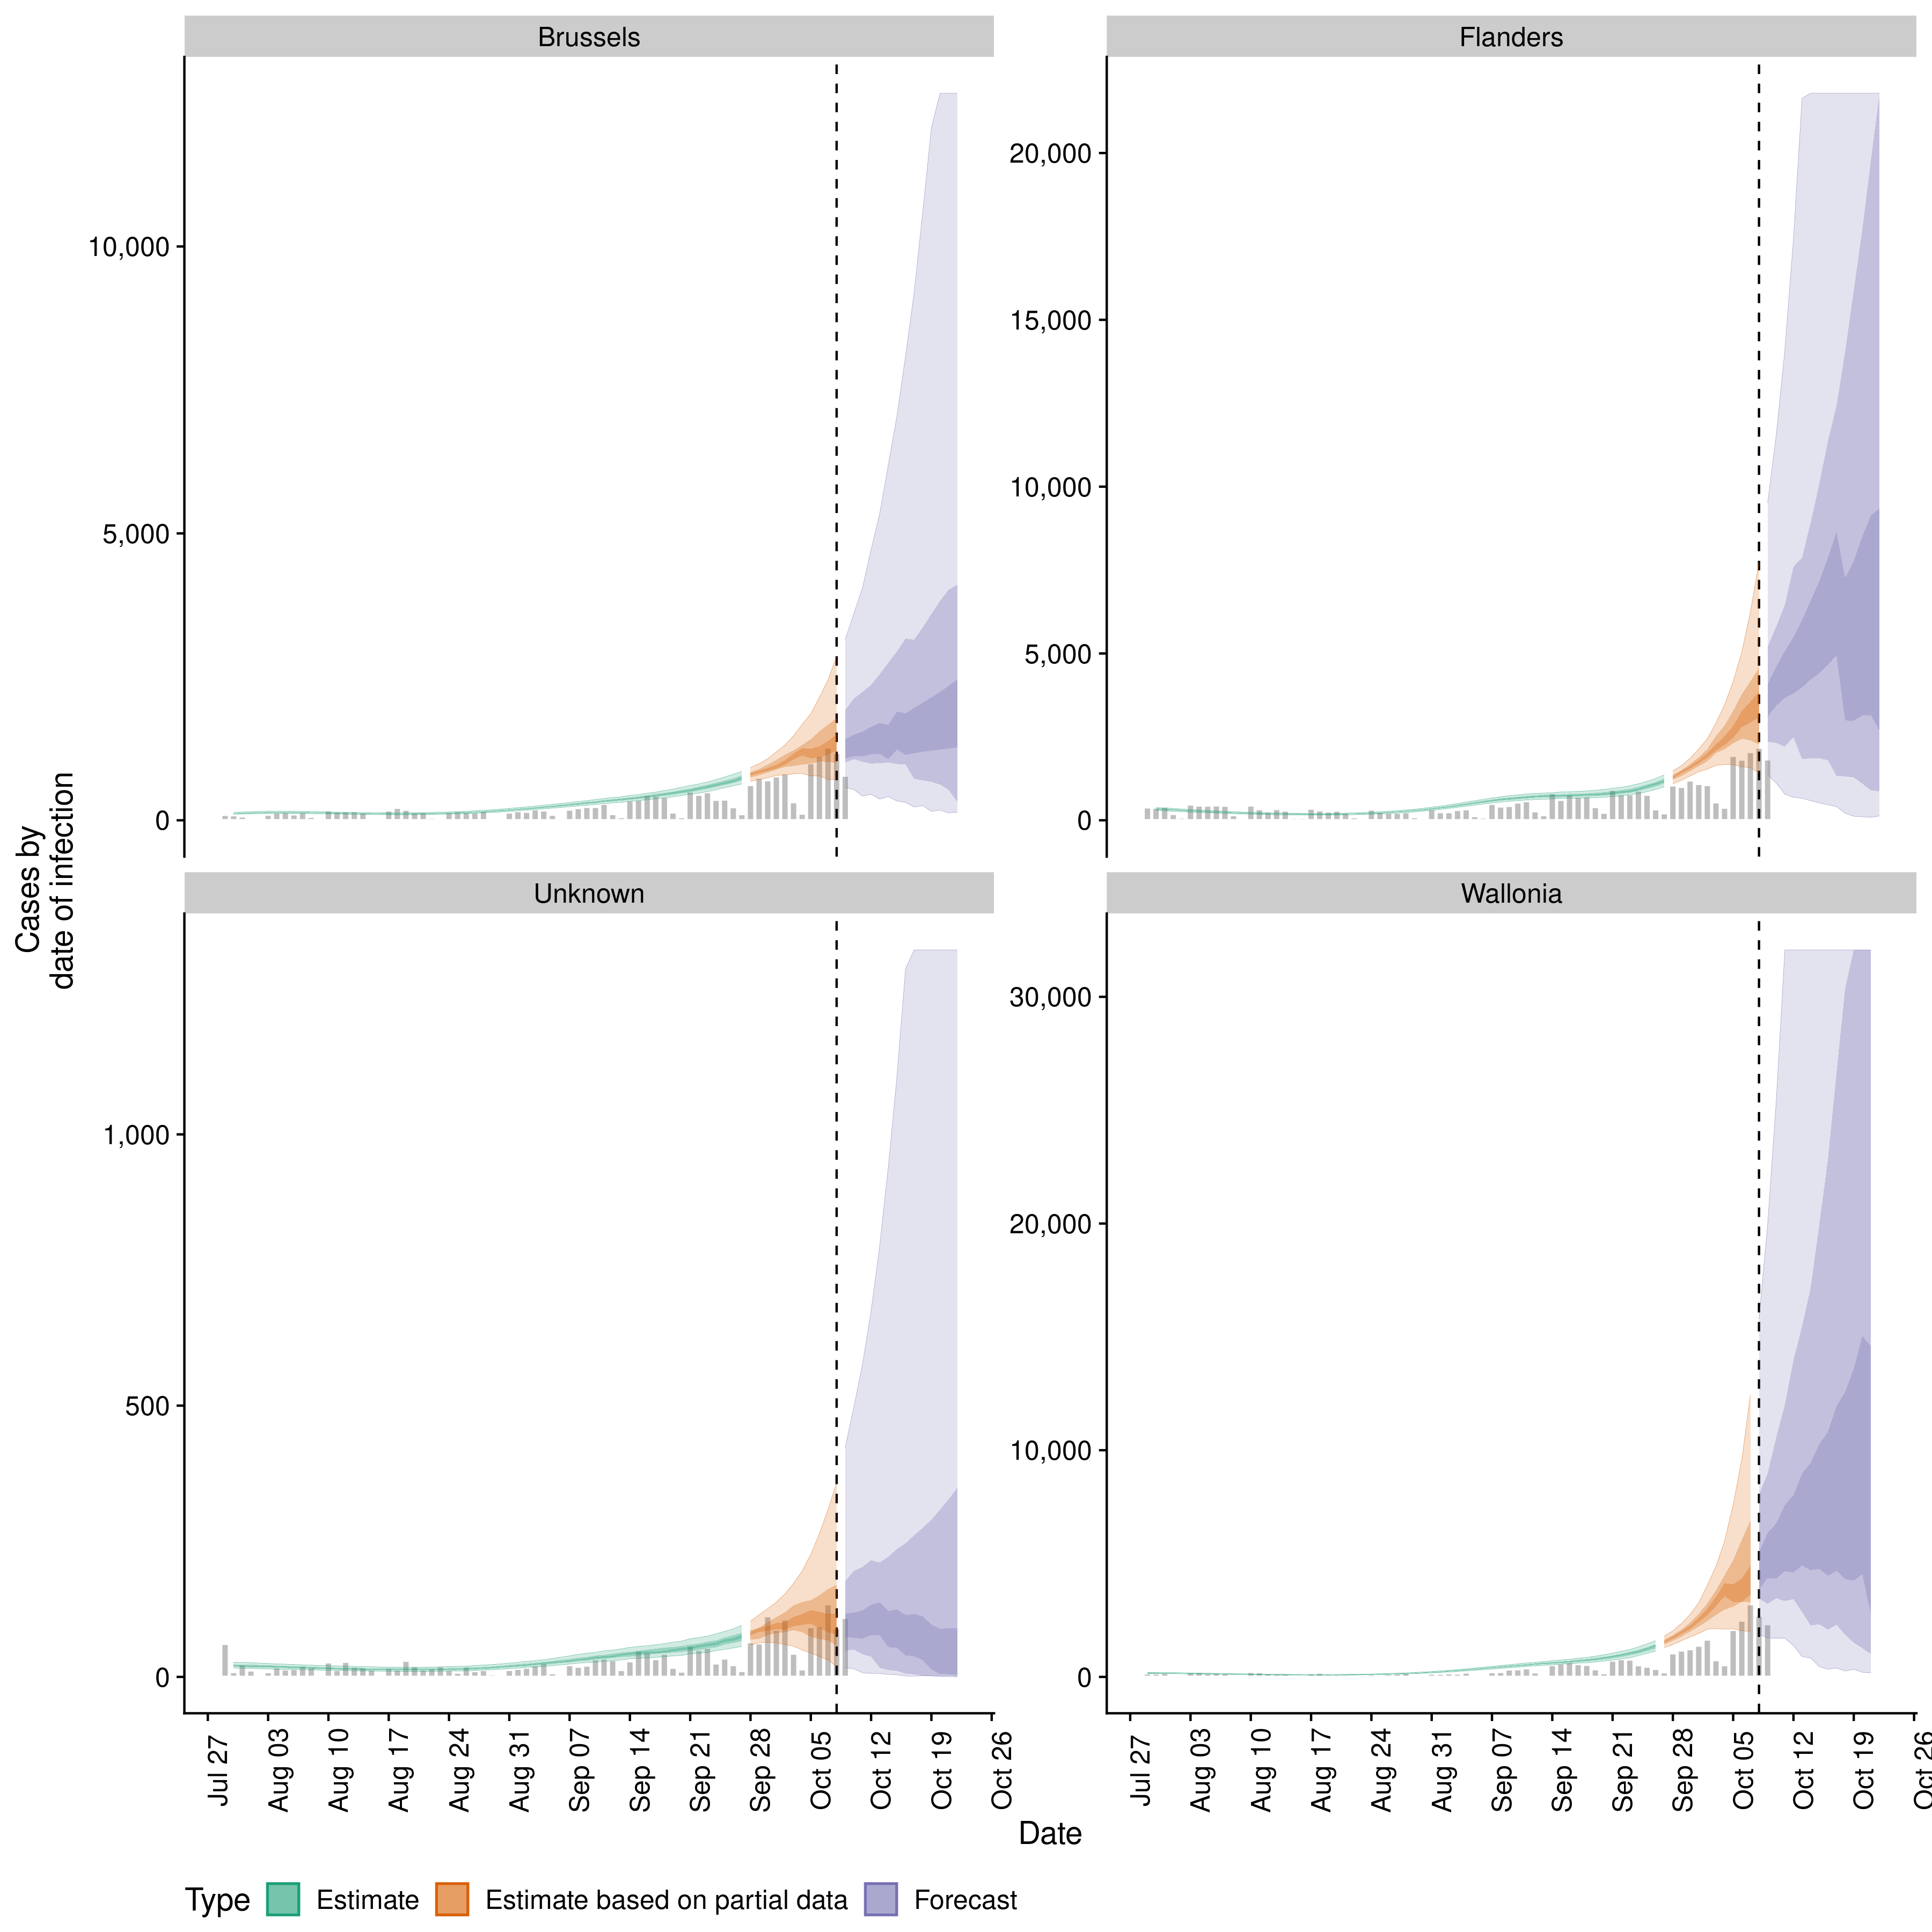 Brussels
Flanders
10,000
5,000
0
20,000
15,000
10,000
5,000
0
Unknown
Wallonia
1,000
500
0
30,000
20,000
10,000
0
Cases by
date of infection
Jul 27
Aug 03
Aug 10
Aug 17
Aug 24
Aug 31
Sep 07
Sep 14
Sep 21
Sep 28
Oct 05
Oct 12
Oct 19
Oct 26
Jul 27
Aug 03
Aug 10
Aug 17
Aug 24
Aug 31
Sep 07
Sep 14
Sep 21
Sep 28
Oct 05
Oct 12
Oct 19
Oct 26
Date
Type
Estimate
Estimate based on partial data
Forecast